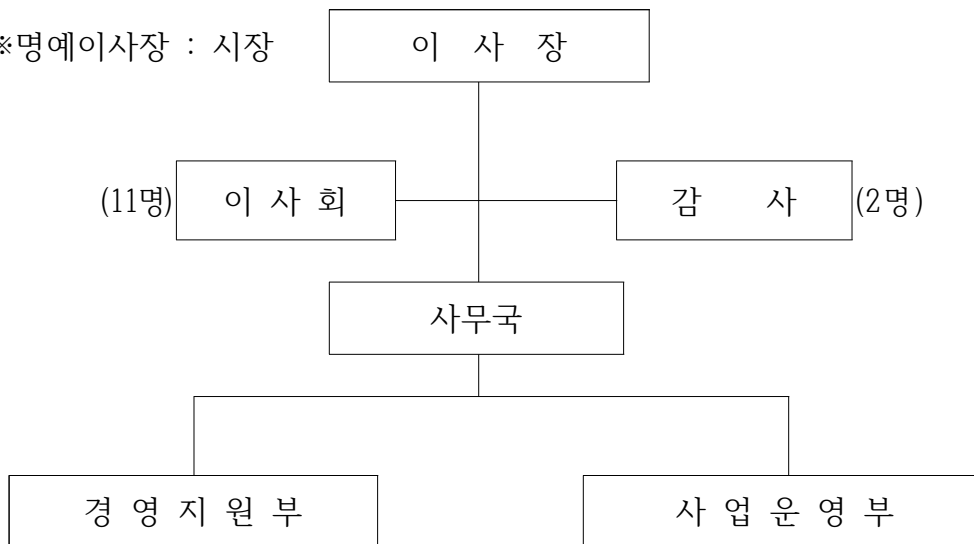 ※명예이사장 : 시장
이 사 장
(11명) 이 사 회 감 사 (2명)
사무국
경 영 지 원 부 사 업 운 영 부